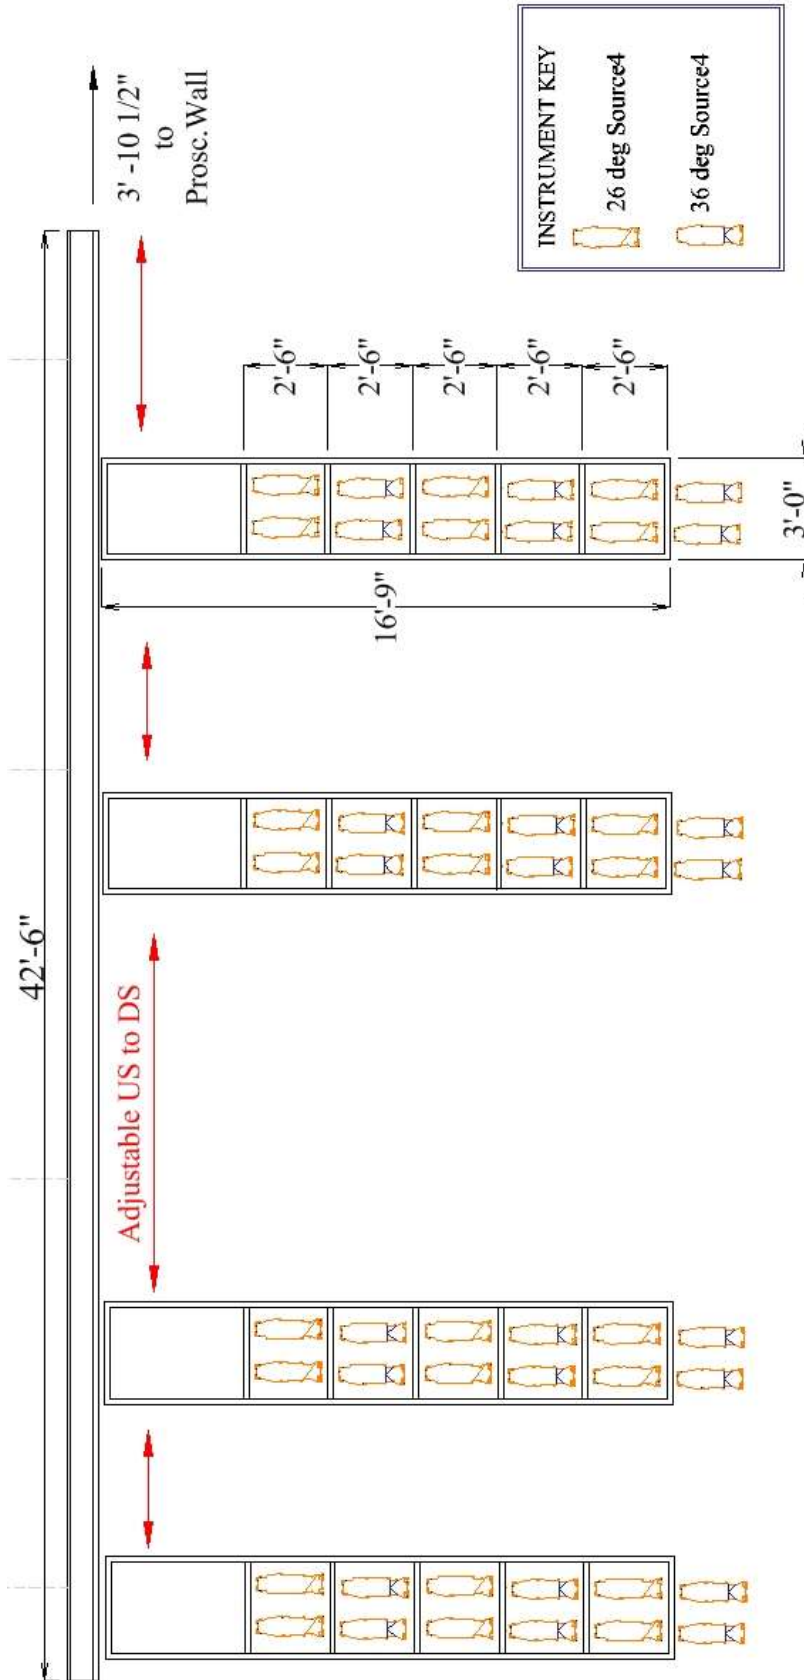 42'-6"
3' -10 1/2"
to
Prosc.Wall
Adjustable US to DS
16'-9"
2'-6"
2'-6"
2'-6"
2'-6"
2'-6"
3'-0"
INSTRUMENT KEY
26 deg Source4
36 deg Source4